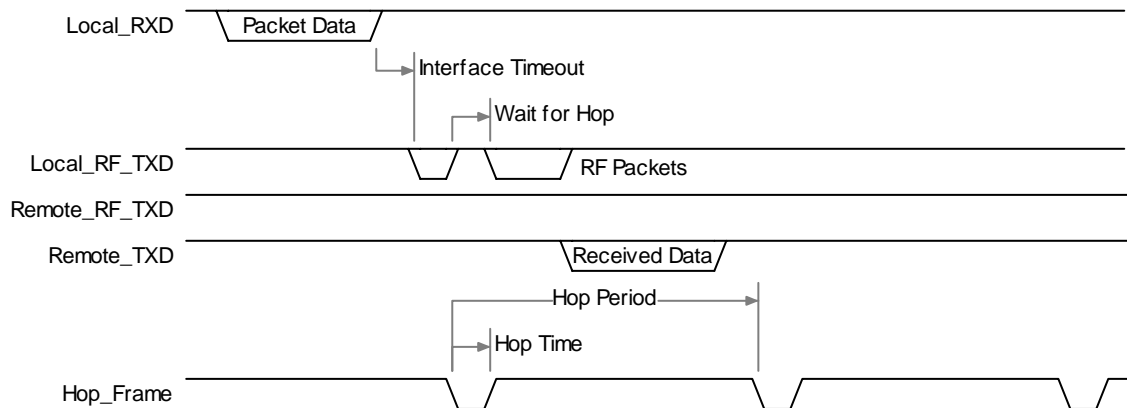 Local_RXD
Packet Data
Interface Timeout
Wait for Hop
Local_RF_TXD
RF Packets
Remote_RF_TXD
Remote_TXD
Received Data
Hop Period
Hop Time
Hop_Frame